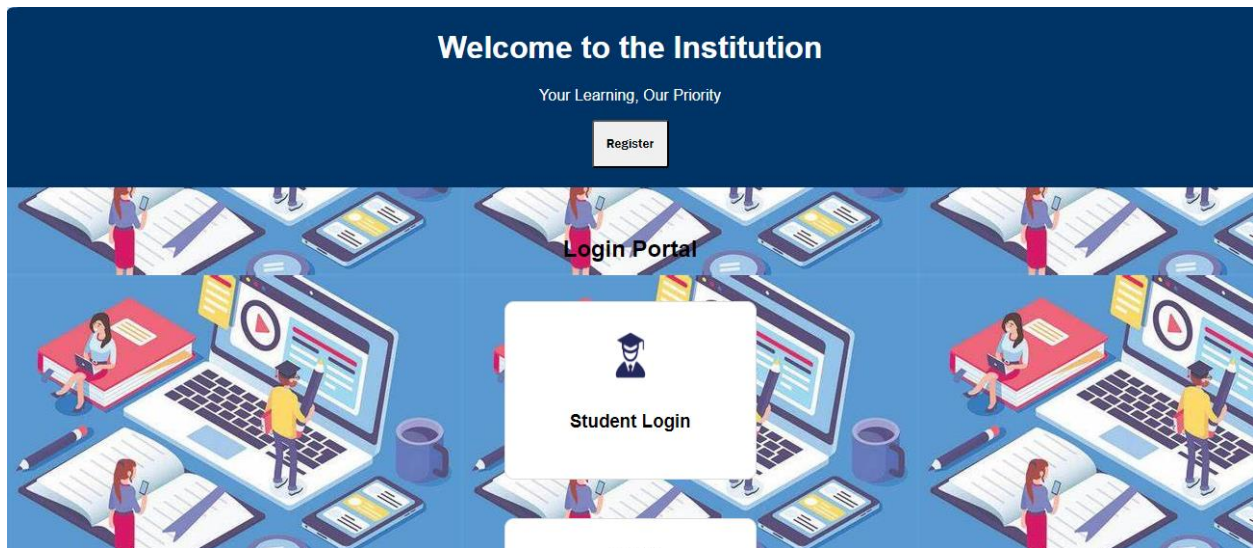 Welcome to the Institution
Your Learning, Our Priority
Register
Login Portal
Student Login